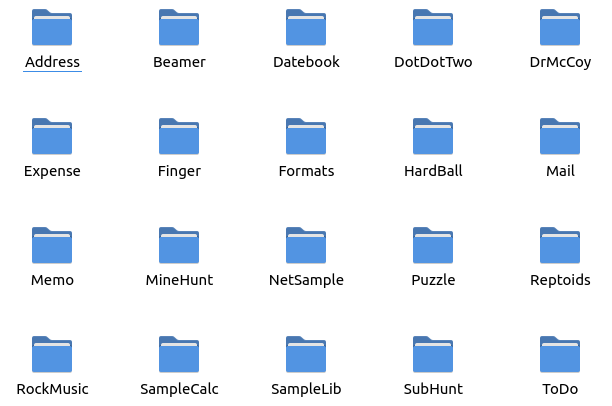 Address
Beamer
Datebook
DotDotTwo
DrMcCoy
Expense
Finger
Formats
HardBall
Mail
Memo
MineHunt
NetSample
Puzzle
Reptoids
RockMusic
SampleCalc
SampleLib
SubHunt
ToDo